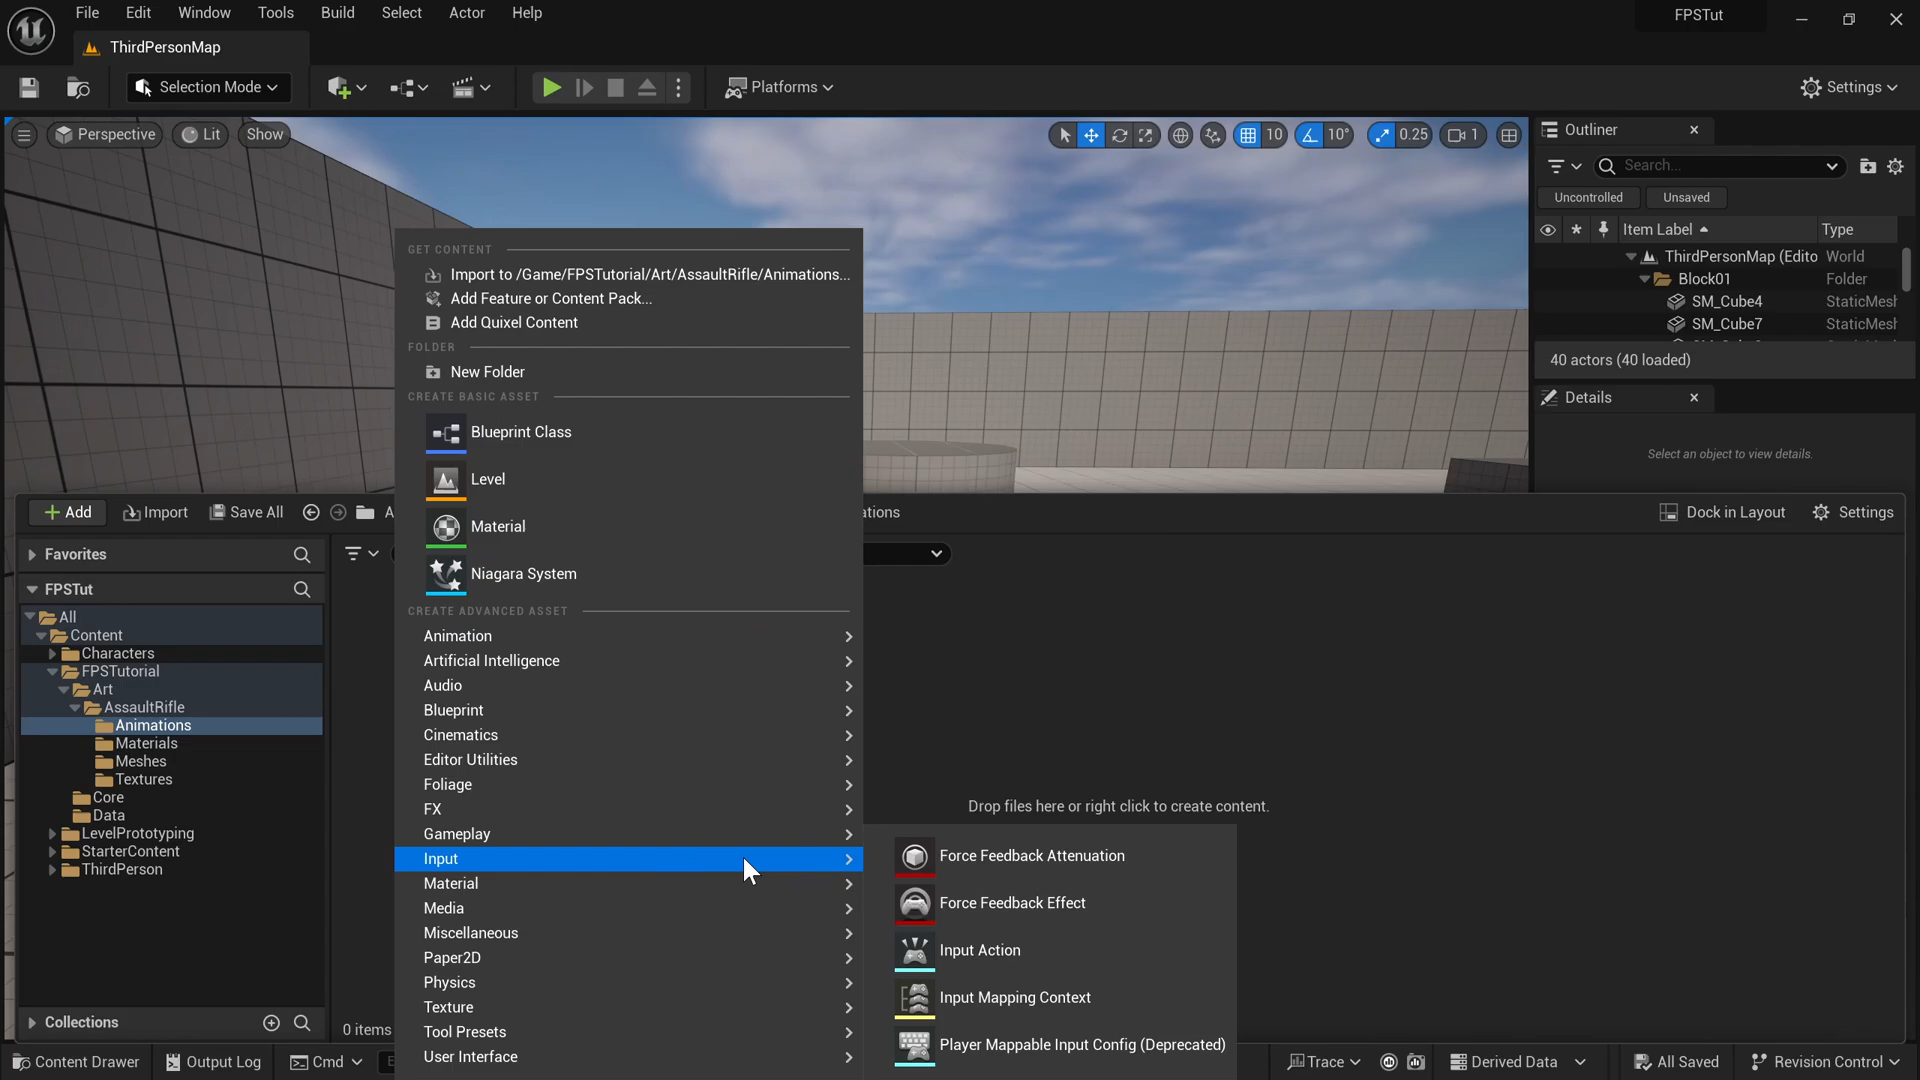 File Edit Window Tools Build Select Actor Help
FPSTut
ThirdPersonMap
Selection Mode
Platforms
Settings
Perspective
Lit
Show
10
10°
0.25
1
Outliner
Search...
Uncontrolled
Unsaved
Item Label
Type
ThirdPersonMap (Edito World
Block01 Folder
SM_Cube4 StaticMesh
SM_Cube7 StaticMesh
40 actors (40 loaded)
Details
Select an object to view details.
GET CONTENT
Import to /Game/FPSTutorial/Art/AssaultRifle/Animations...
Add Feature or Content Pack...
Add Quixel Content
FOLDER
New Folder
CREATE BASIC ASSET
Blueprint Class
Level
Material
Niagara System
CREATE ADVANCED ASSET
Animation
Artificial Intelligence
Audio
Blueprint
Cinematics
Editor Utilities
Foliage
FX
Gameplay
Input
Material
Media
Miscellaneous
Paper2D
Physics
Texture
Tool Presets
User Interface
Force Feedback Attenuation
Force Feedback Effect
Input Action
Input Mapping Context
Player Mappable Input Config (Deprecated)
Add
Import
Save All
A
ations
Dock in Layout
Settings
Favorites
FPSTut
All
Content
Characters
FPSTutorial
Art
AssaultRifle
Animations
Materials
Meshes
Textures
Core
Data
LevelPrototyping
StarterContent
ThirdPerson
Drop files here or right click to create content.
Collections
0 items
Content Drawer
Output Log
Cmd
E
Trace
Derived Data
All Saved
Revision Control